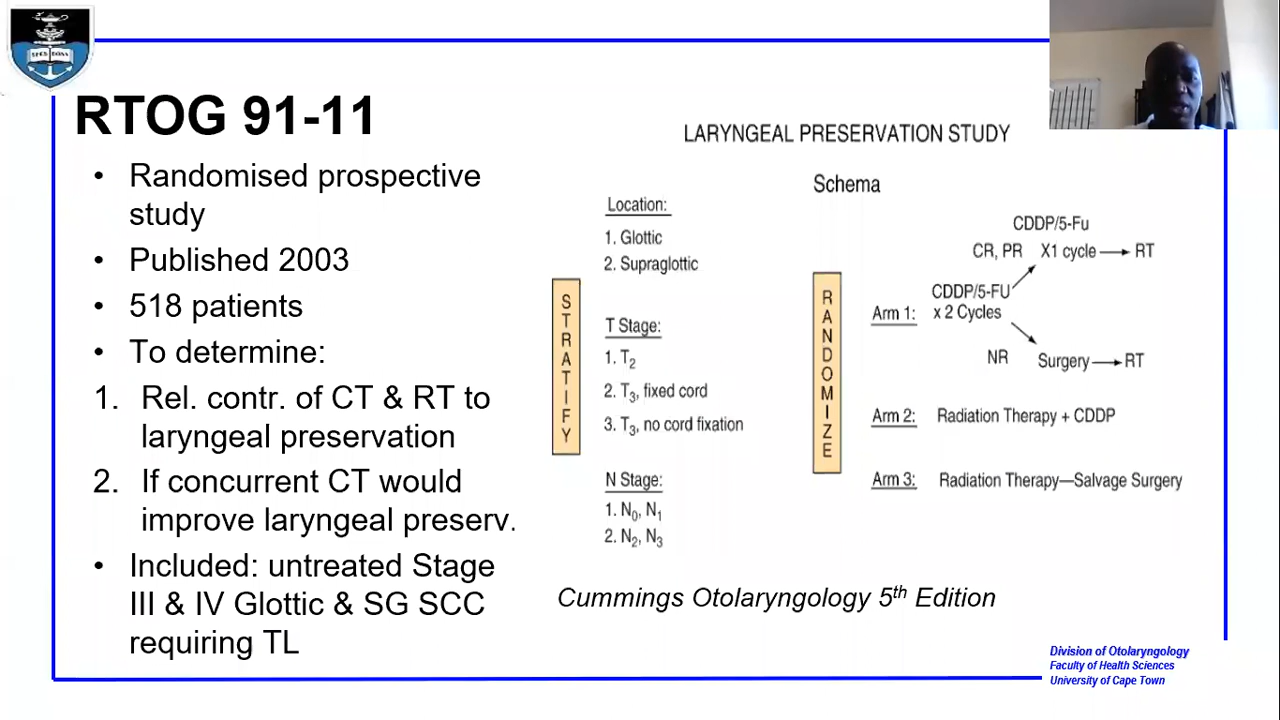 RTOG 91-11
• Randomised prospective
study
• Published 2003
• 518 patients
• To determine:
1. Rel. contr. of CT & RT to
laryngeal preservation
2. If concurrent CT would
improve laryngeal preserv.
• Included: untreated Stage
III & IV Glottic & SG SCC
requiring TL
LARYNGEAL PRESERVATION STUDY
Schema
STRATIFY
Location:
1. Glottic
2. Supraglottic
T Stage:
1. T2
2. T3, fixed cord
3. T3, no cord fixation
N Stage:
1. N0, N1
2. N2, N3
RANDOMIZE
CDDP/5-Fu
CR, PR X1 cycle → RT
CDDP/5-FU
Arm 1: x 2 Cycles
NR Surgery → RT
Arm 2: Radiation Therapy + CDDP
Arm 3: Radiation Therapy—Salvage Surgery
Cummings Otolaryngology 5th Edition
Division of Otolaryngology
Faculty of Health Sciences
University of Cape Town